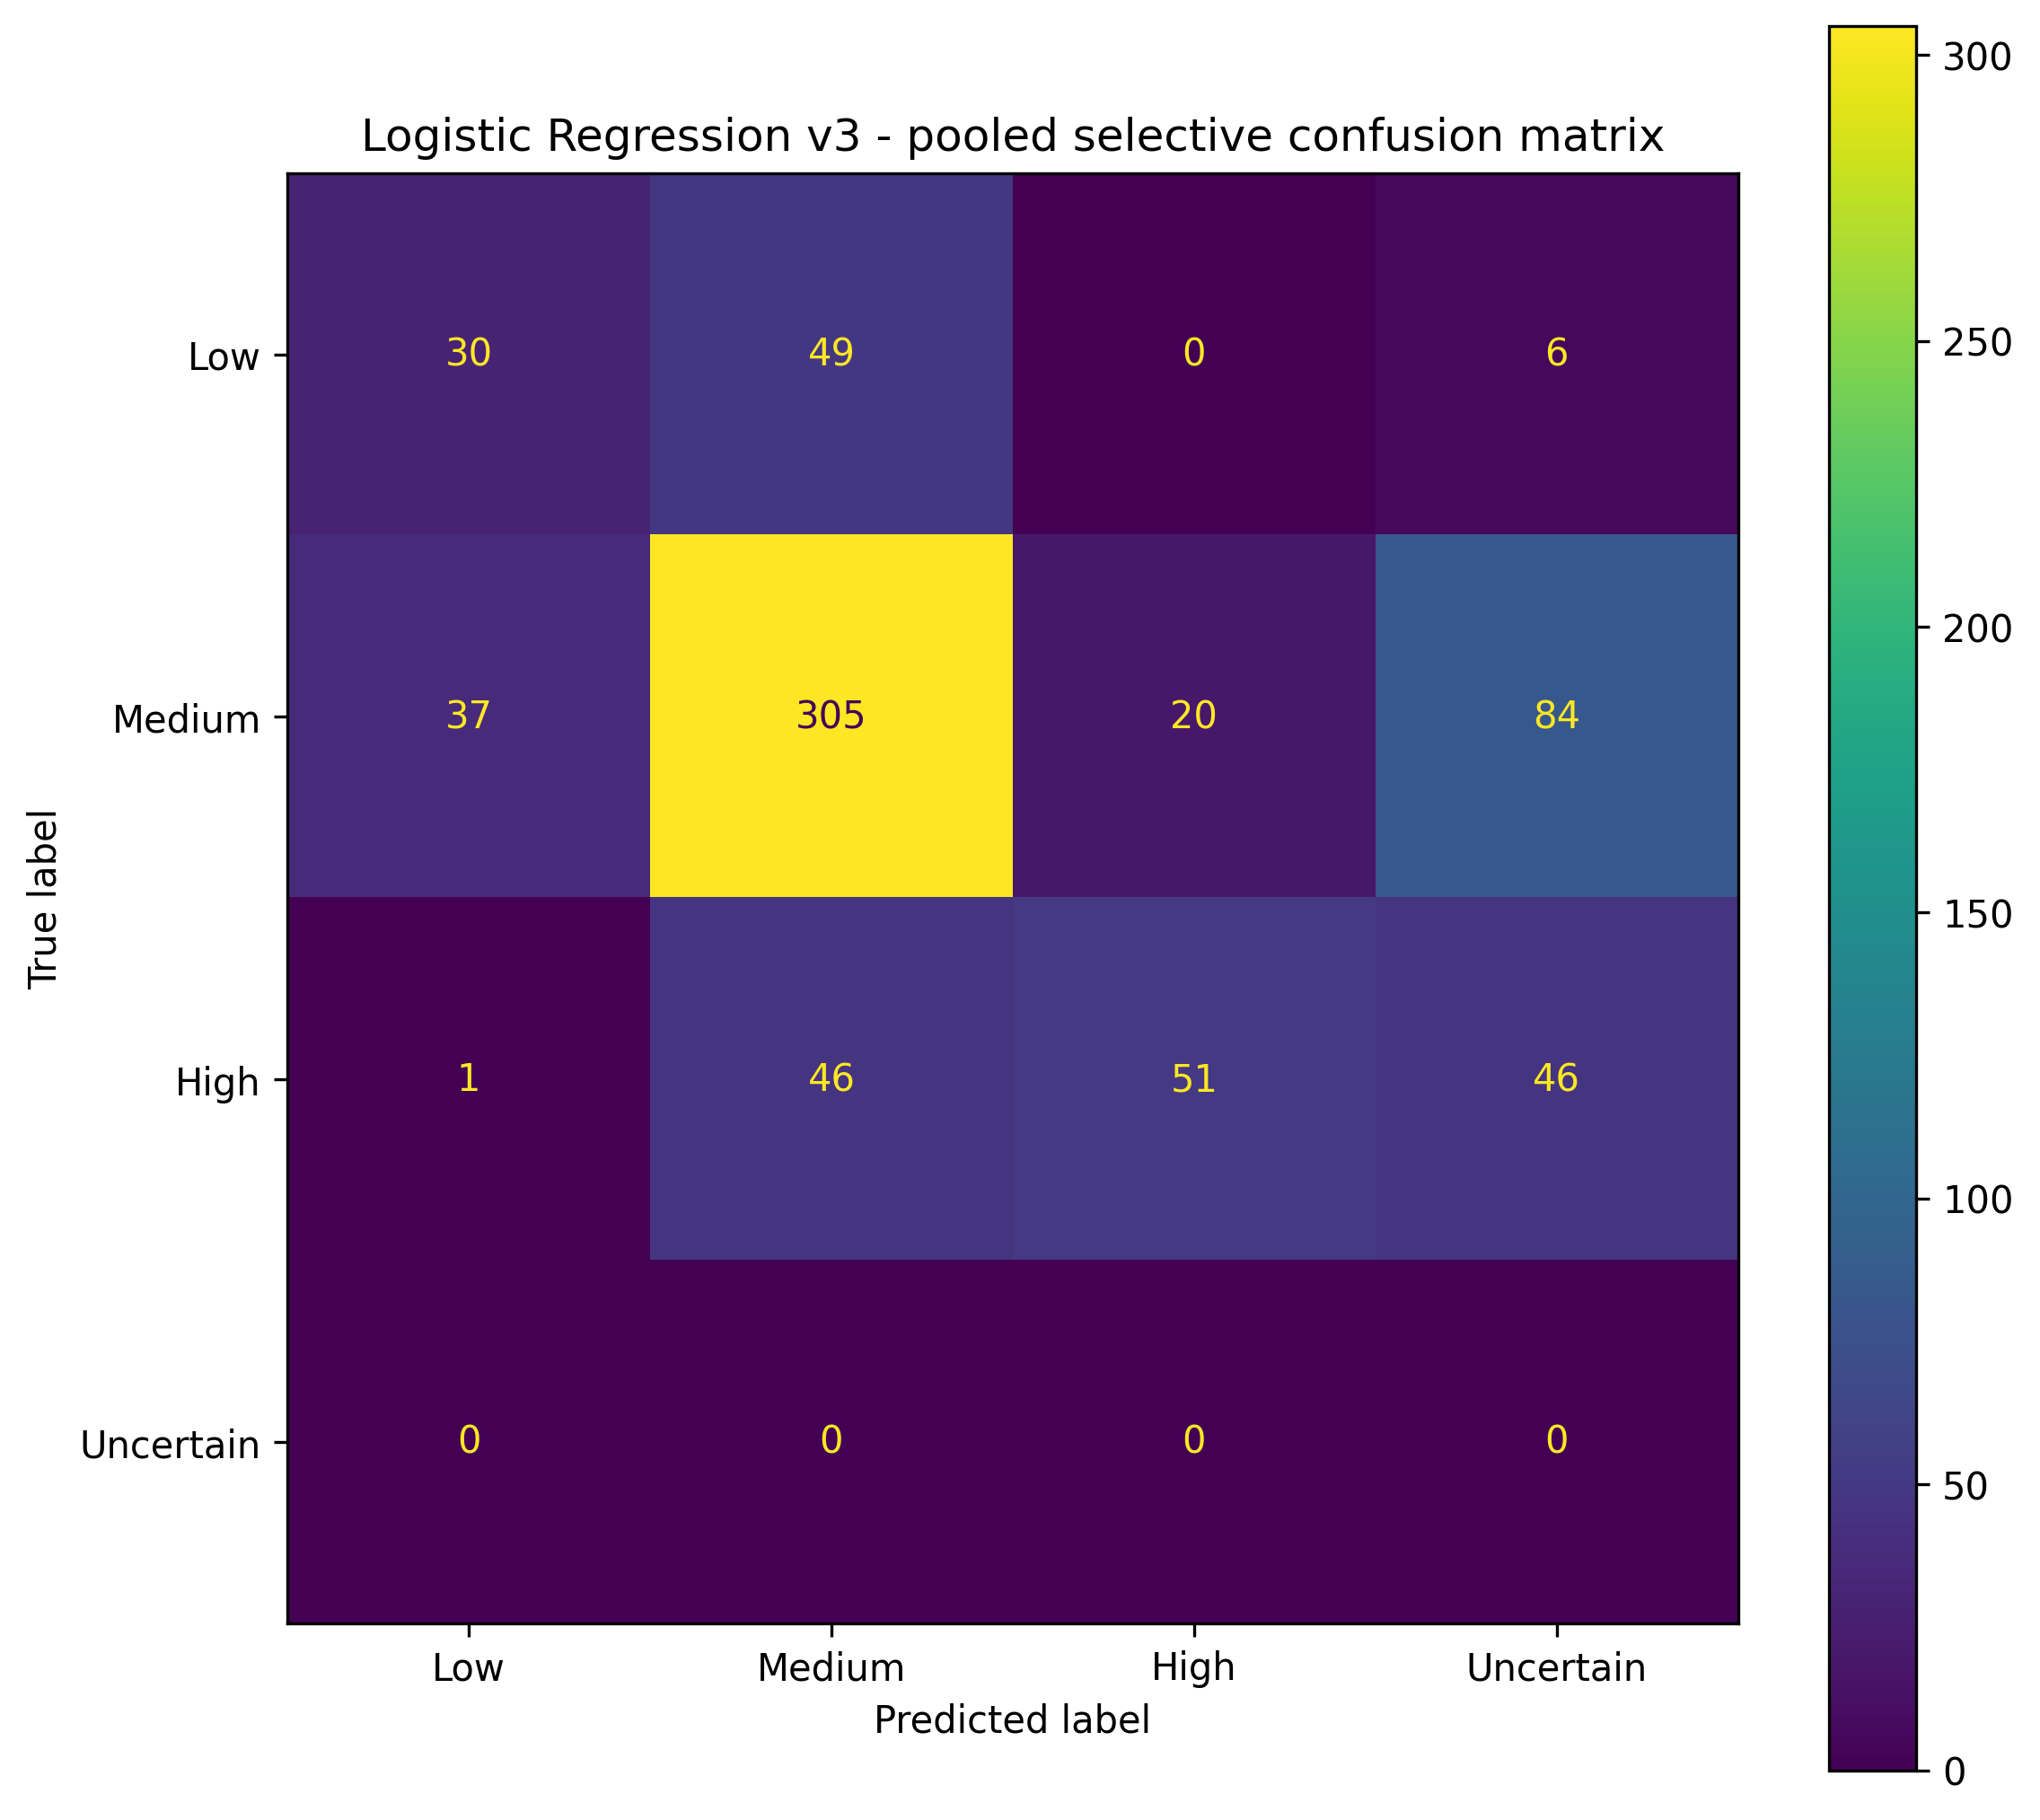 Logistic Regression v3 - pooled selective confusion matrix
True label
Low
30 49 0 6
Medium
37 305 20 84
High
1 46 51 46
Uncertain
0 0 0 0
Low Medium High Uncertain
Predicted label
300
250
200
150
100
50
0